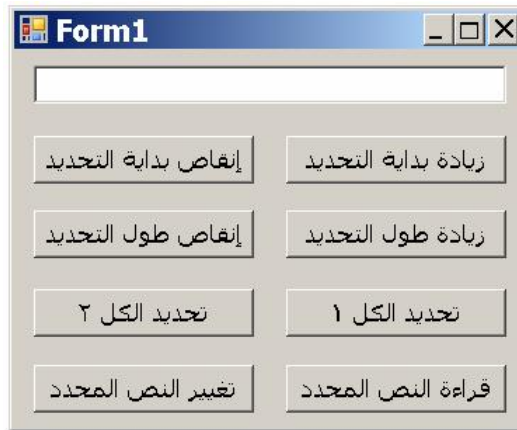 Form1
زيادة بداية التحديد
إنقاص بداية التحديد
زيادة طول التحديد
إنقاص طول التحديد
تحديد الكل ١
تحديد الكل ٢
قراءة النص المحدد
تغيير النص المحدد